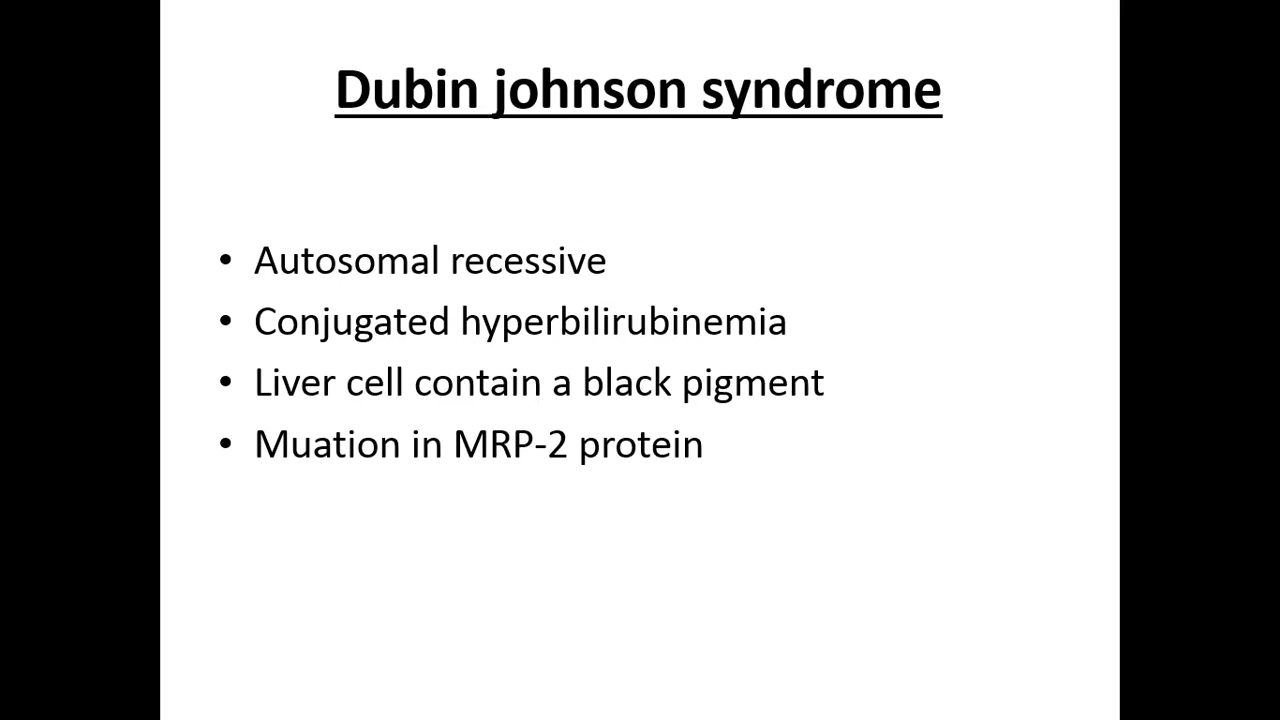 Dubin johnson syndrome
• Autosomal recessive
• Conjugated hyperbilirubinemia
• Liver cell contain a black pigment
• Muation in MRP-2 protein